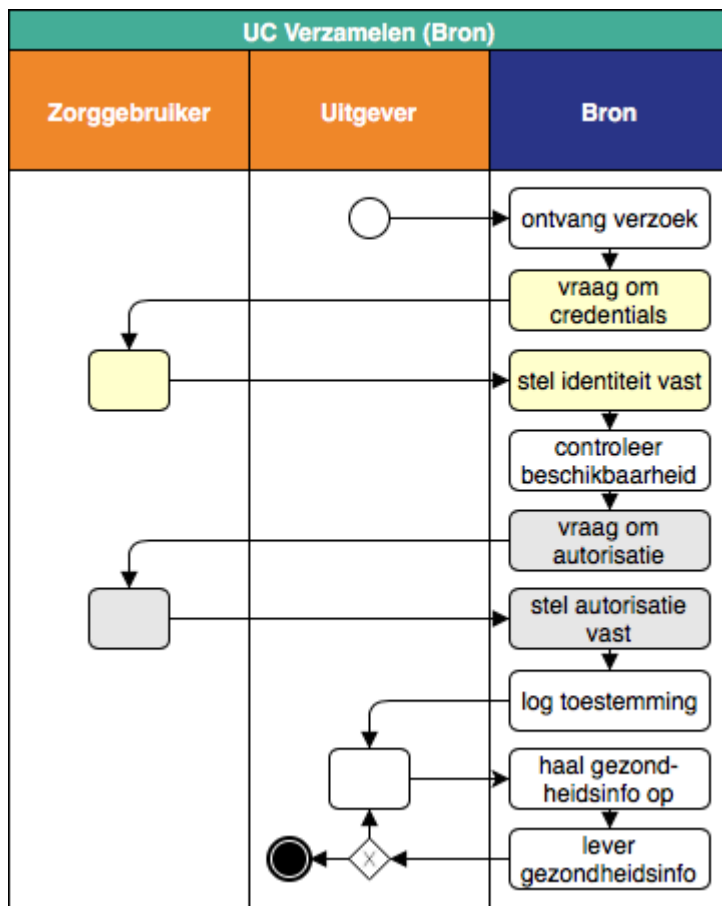 UC Verzamelen (Bron)
Zorggebruiker
Uitgever
Bron
ontvang verzoek
vraag om
credentials
stel identiteit vast
controleer
beschikbaarheid
vraag om
autorisatie
stel autorisatie
vast
log toestemming
haal gezond-
heidsinfo op
lever
gezondheidsinfo
X